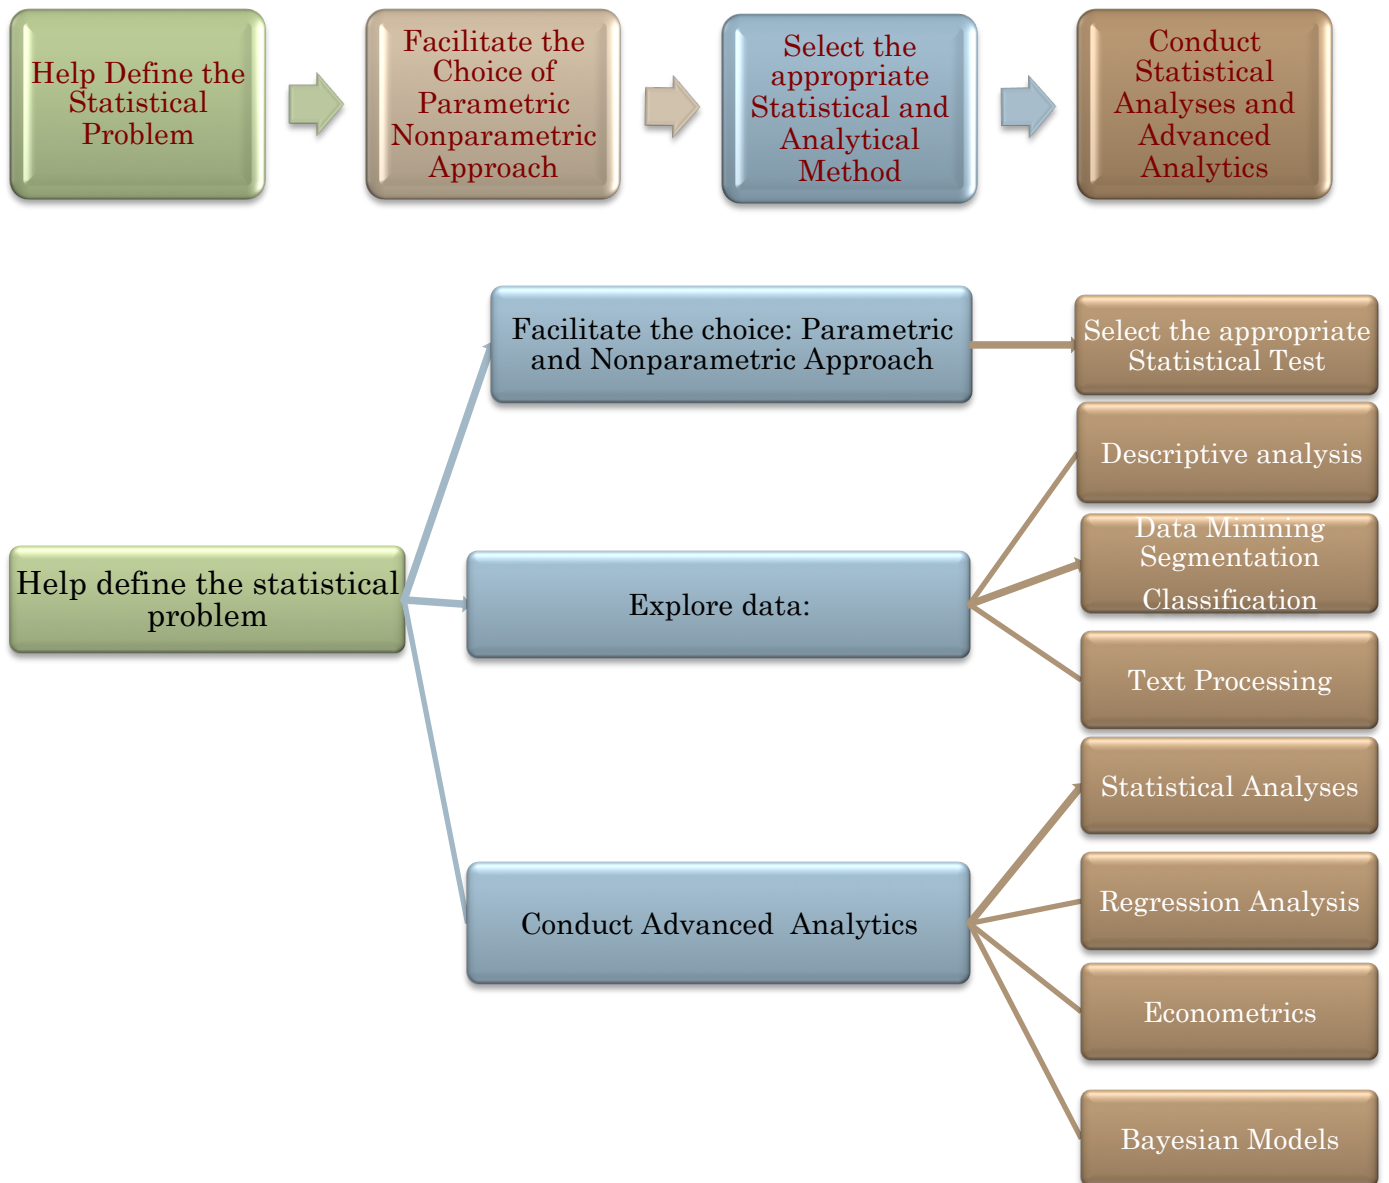 Help Define the
Statistical
Problem
Facilitate the
Choice of
Parametric
Nonparametric
Approach
Select the
appropriate
Statistical and
Analytical
Method
Conduct
Statistical
Analyses and
Advanced
Analytics
Facilitate the choice: Parametric
and Nonparametric Approach
Select the appropriate
Statistical Test
Descriptive analysis
Help define the statistical
problem
Explore data:
Data Minining
Segmentation
Classification
Text Processing
Statistical Analyses
Conduct Advanced  Analytics
Regression Analysis
Econometrics
Bayesian Models